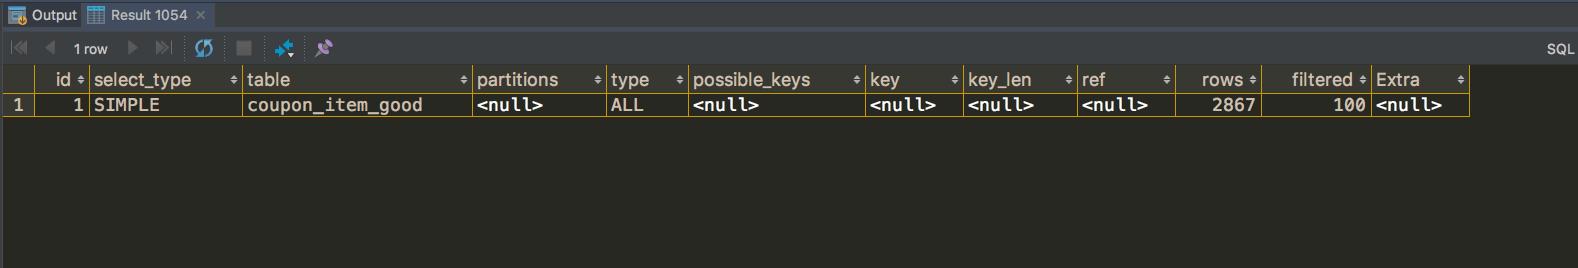 Output Result 1054
1 row SQL
id select_type table partitions type possible_keys key key_len ref rows filtered Extra
1 1 SIMPLE coupon_item_good <null> ALL <null> <null> <null> <null> 2867 100 <null>